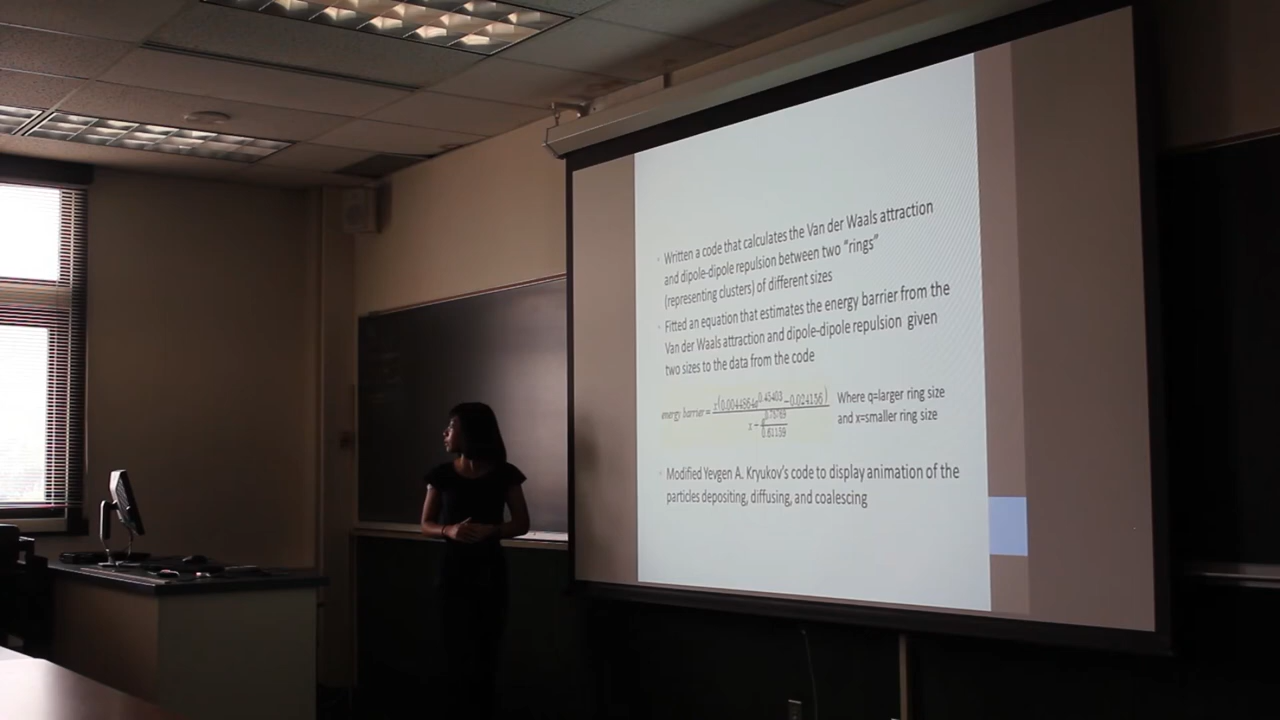 Written a code that calculates the Van der Waals attraction
and dipole-dipole repulsion between two "rings"
(representing clusters) of different sizes
Fitted an equation that estimates the energy barrier from the
Van der Waals attraction and dipole-dipole repulsion given
two sizes to the data from the code
energy barrier =
Where q=larger ring size
and x=smaller ring size
Modified Yevgen A. Kryukov's code to display animation of the
particles depositing, diffusing, and coalescing